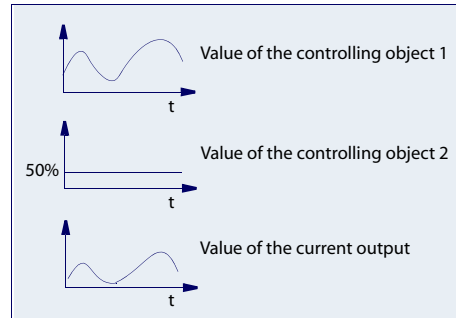 Value of the controlling object 1
t
Value of the controlling object 2
50%
t
Value of the current output
t